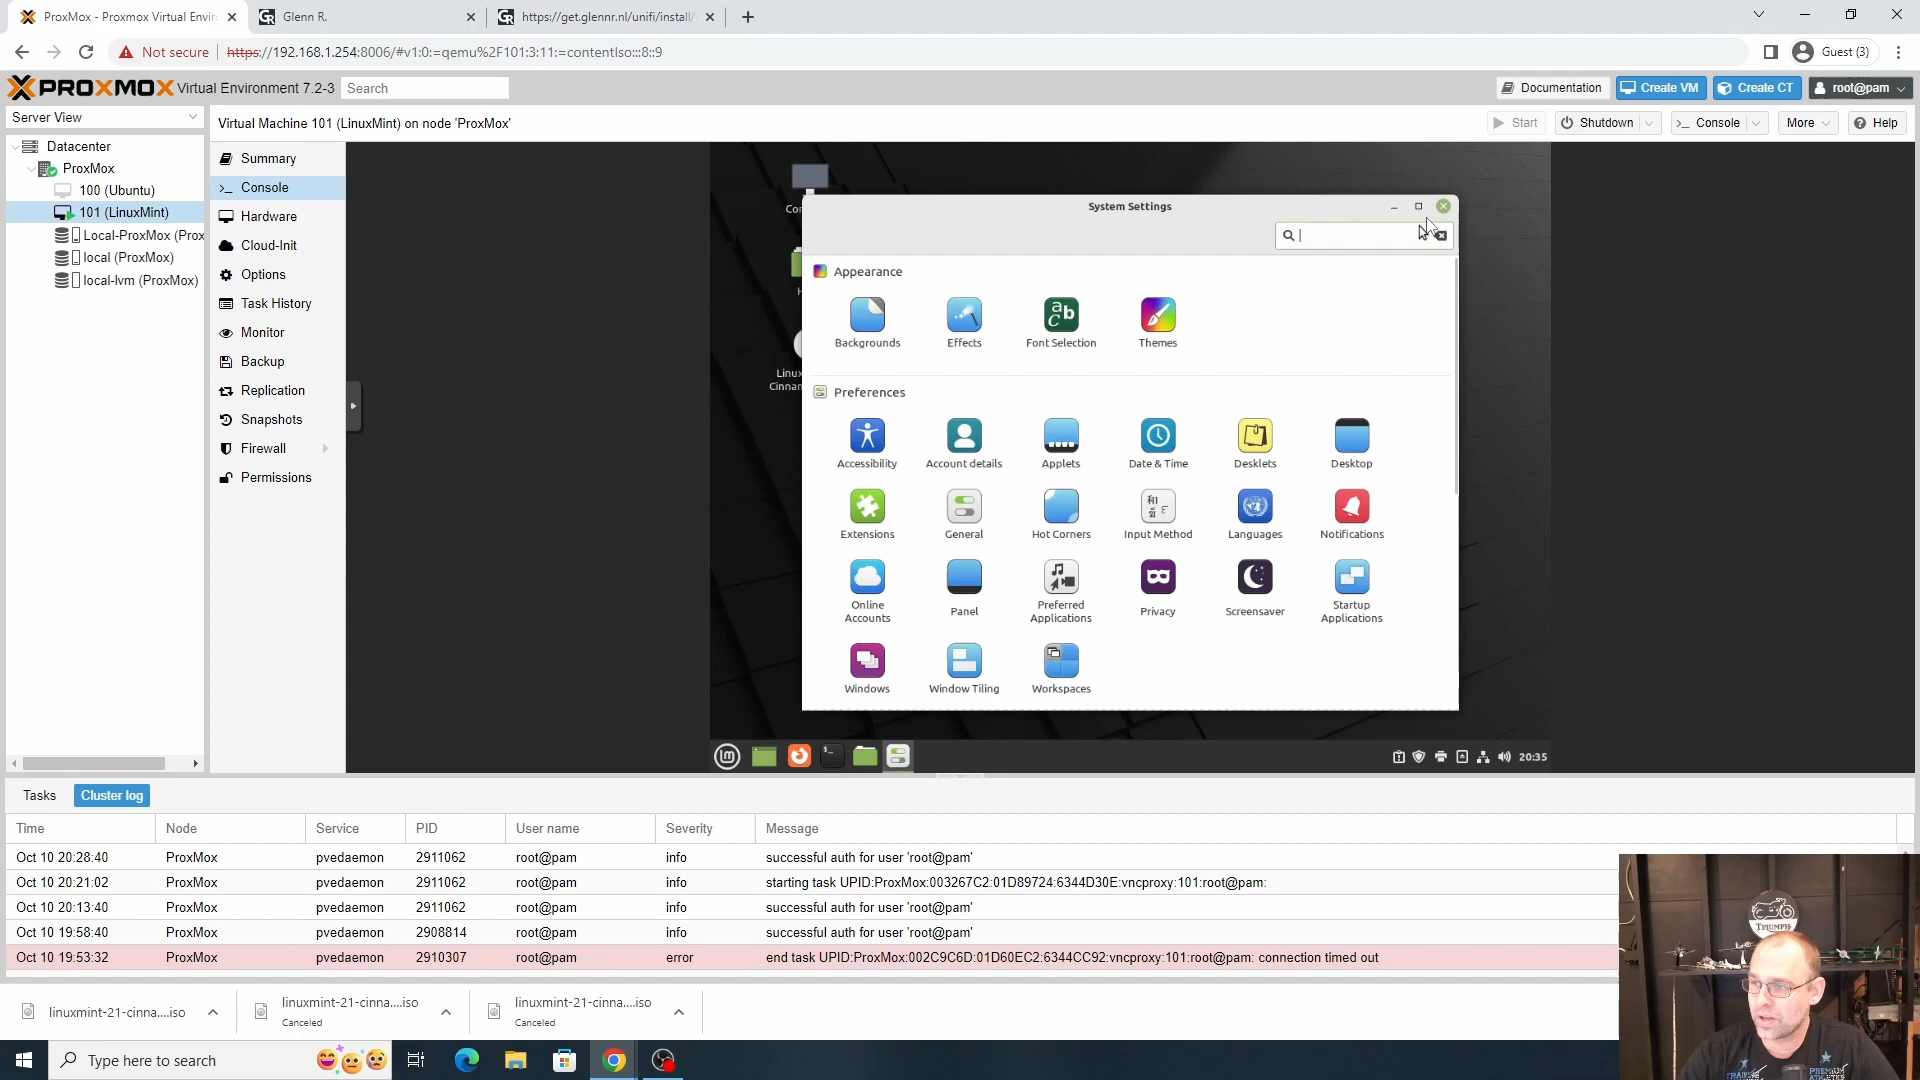 ProxMox - Proxmox Virtual Envir
Glenn R.
https://get.glennr.nl/unifi/install/
Not secure
https://192.168.1.254:8006/#v1:0:=qemu%2F101:3:11:=contentIso:::8::9
Guest (3)
PROXMOX Virtual Environment 7.2-3
Search
Documentation
Create VM
Create CT
root@pam
Server View
Virtual Machine 101 (LinuxMint) on node 'ProxMox'
Start
Shutdown
Console
More
Help
Datacenter
ProxMox
100 (Ubuntu)
101 (LinuxMint)
Local-ProxMox (Prox
local (ProxMox)
local-lvm (ProxMox)
Summary
Console
Hardware
Cloud-Init
Options
Task History
Monitor
Backup
Replication
Snapshots
Firewall
Permissions
System Settings
Appearance
Backgrounds
Effects
Font Selection
Themes
Preferences
Accessibility
Account details
Applets
Date & Time
Desklets
Desktop
Extensions
General
Hot Corners
Input Method
Languages
Notifications
Online Accounts
Panel
Preferred Applications
Privacy
Screensaver
Startup Applications
Windows
Window Tiling
Workspaces
20:35
Tasks
Cluster log
Time Node Service PID User name Severity Message
Oct 10 20:28:40 ProxMox pvedaemon 2911062 root@pam info successful auth for user 'root@pam'
Oct 10 20:21:02 ProxMox pvedaemon 2911062 root@pam info starting task UPID:ProxMox:003267C2:01D89724:6344D30E:vncproxy:101:root@pam:
Oct 10 20:13:40 ProxMox pvedaemon 2911062 root@pam info successful auth for user 'root@pam'
Oct 10 19:58:40 ProxMox pvedaemon 2908814 root@pam info successful auth for user 'root@pam'
Oct 10 19:53:32 ProxMox pvedaemon 2910307 root@pam error end task UPID:ProxMox:002C9C6D:01D60EC2:6344CC92:vncproxy:101:root@pam: connection timed out
linuxmint-21-cinna....iso
linuxmint-21-cinna....iso
Canceled
linuxmint-21-cinna....iso
Canceled
Type here to search
TRIUMPH